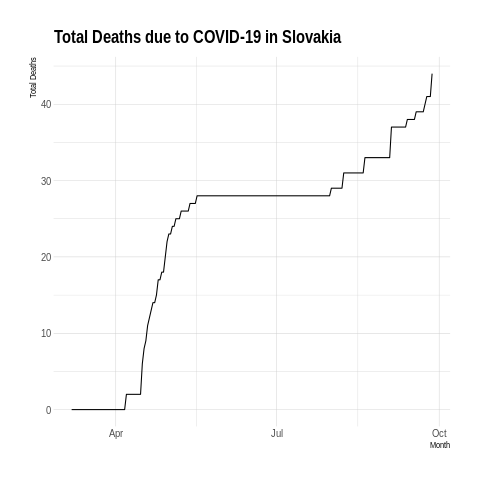 Total Deaths due to COVID-19 in Slovakia
Total Deaths
40
30
20
10
0
Apr
Jul
Oct
Month